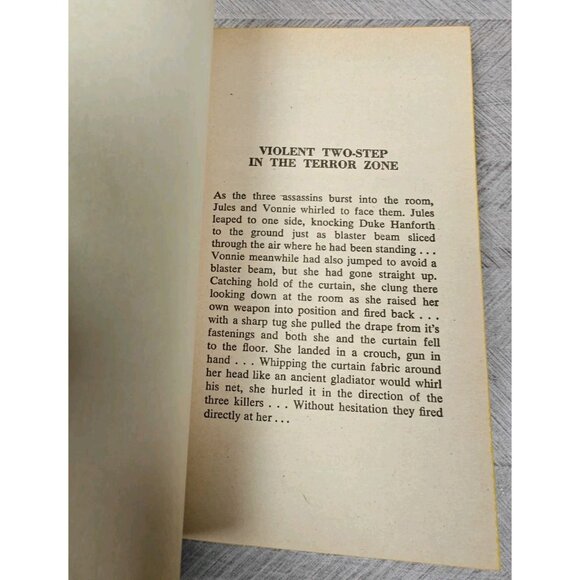 VIOLENT TWO-STEP
IN THE TERROR ZONE
As the three assassins burst into the room,
Jules and Vonnie whirled to face them. Jules
leaped to one side, knocking Duke Hanforth
to the ground just as blaster beam sliced
through the air where he had been standing . . .
Vonnie meanwhile had also jumped to avoid a
blaster beam, but she had gone straight up.
Catching hold of the curtain, she clung there
looking down at the room as she raised her
own weapon into position and fired back . . .
with a sharp tug she pulled the drape from it's
fastenings and both she and the curtain fell
to the floor. She landed in a crouch, gun in
hand . . . Whipping the curtain fabric around
her head like an ancient gladiator would whirl
his net, she hurled it in the direction of the
three killers . . . Without hesitation they fired
directly at her . . .